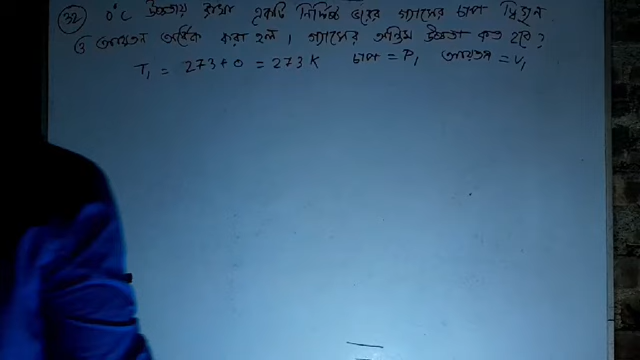 (32) 0°C উষ্ণতায় রাখা একটি নির্দিষ্ট ভরের গ্যাসের চাপ দ্বিগুন
ও আয়তন অর্ধেক করা হল । গ্যাসের অন্তিম উষ্ণতা কত হবে ?
T₁ = 273+0 = 273 K চাপ = P₁ আয়তন = V₁